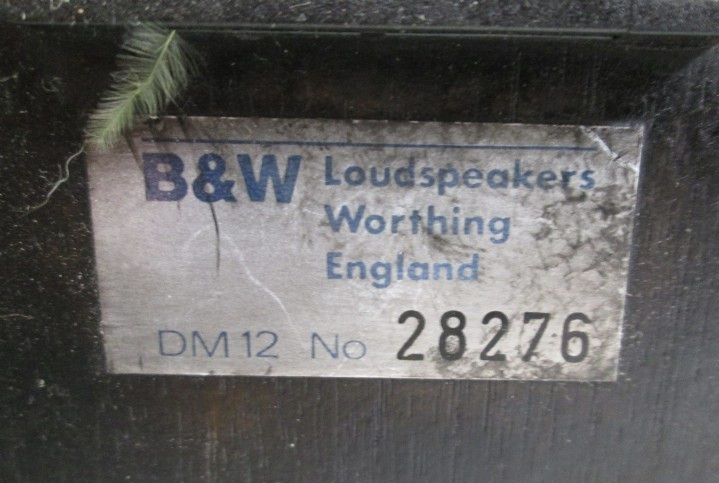 B&W Loudspeakers
Worthing
England
DM12 No 28276